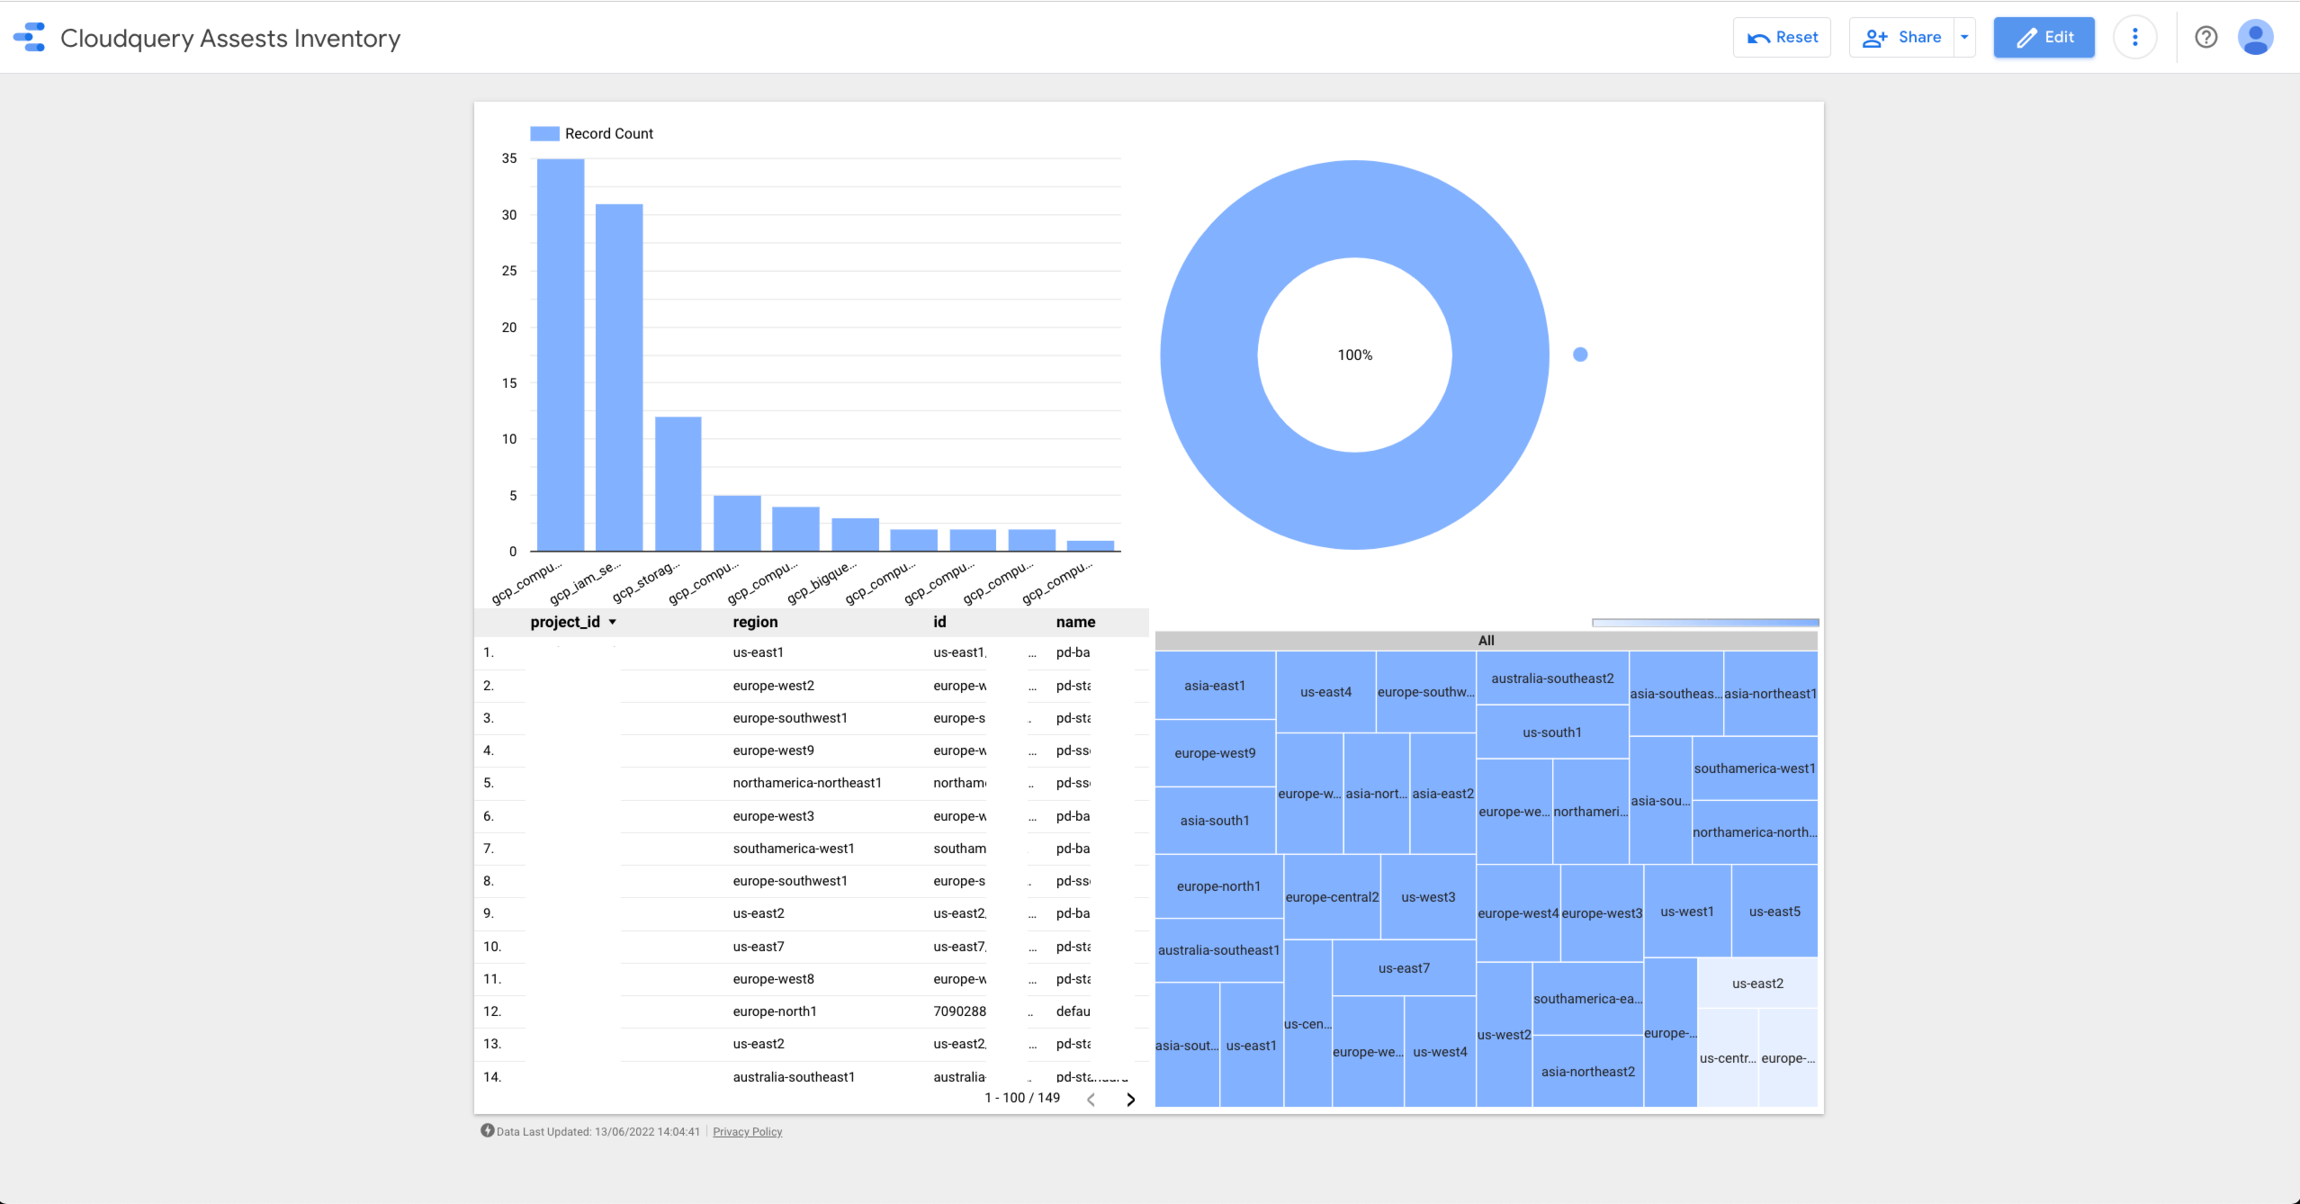 Cloudquery Assests Inventory
Reset
Share
Edit
Record Count
35
30
25
20
15
10
5
0
gcp_compu...
gcp_iam_se...
gcp_storag...
gcp_compu...
gcp_compu...
gcp_bigque...
gcp_compu...
gcp_compu...
gcp_compu...
gcp_compu...
100%
project_id region id name
1. us-east1 us-east1, ... pd-ba
2. europe-west2 europe-w ... pd-sta
3. europe-southwest1 europe-s . pd-sta
4. europe-west9 europe-w ... pd-ss
5. northamerica-northeast1 northam .. pd-ss
6. europe-west3 europe-w ... pd-ba
7. southamerica-west1 southam pd-ba
8. europe-southwest1 europe-s . pd-ss
9. us-east2 us-east2, ... pd-ba
10. us-east7 us-east7, ... pd-sta
11. europe-west8 europe-w ... pd-sta
12. europe-north1 7090288 .. defau
13. us-east2 us-east2, ... pd-sta
14. australia-southeast1 australia- .. pd-standard
1 - 100 / 149
All
asia-east1
us-east4
europe-southw...
australia-southeast2
asia-southeas...
asia-northeast1
europe-west9
us-south1
asia-south1
europe-w...
asia-nort...
asia-east2
europe-we...
northameri...
asia-sou...
southamerica-west1
northamerica-north...
europe-north1
europe-central2
us-west3
europe-west4
europe-west3
us-west1
us-east5
australia-southeast1
us-east7
asia-sout...
us-east1
us-cen...
europe-we...
us-west4
us-west2
southamerica-ea...
asia-northeast2
europe-...
us-east2
us-centr...
europe-...
Data Last Updated: 13/06/2022 14:04:41 Privacy Policy